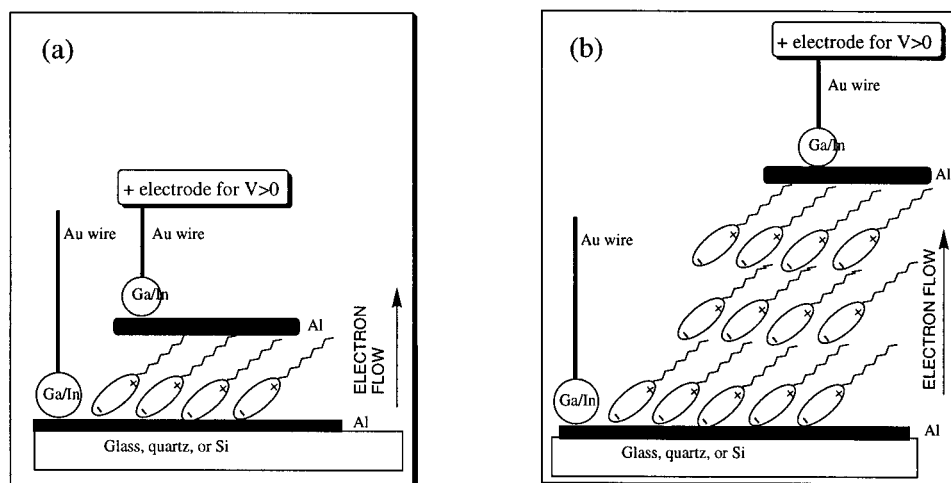 (a)
+ electrode for V>0
Au wire
Au wire
Ga/In
Al
ELECTRON
FLOW
Ga/In
Al
Glass, quartz, or Si
(b)
+ electrode for V>0
Au wire
Ga/In
Al
Au wire
ELECTRON FLOW
Ga/In
Al
Glass, quartz, or Si